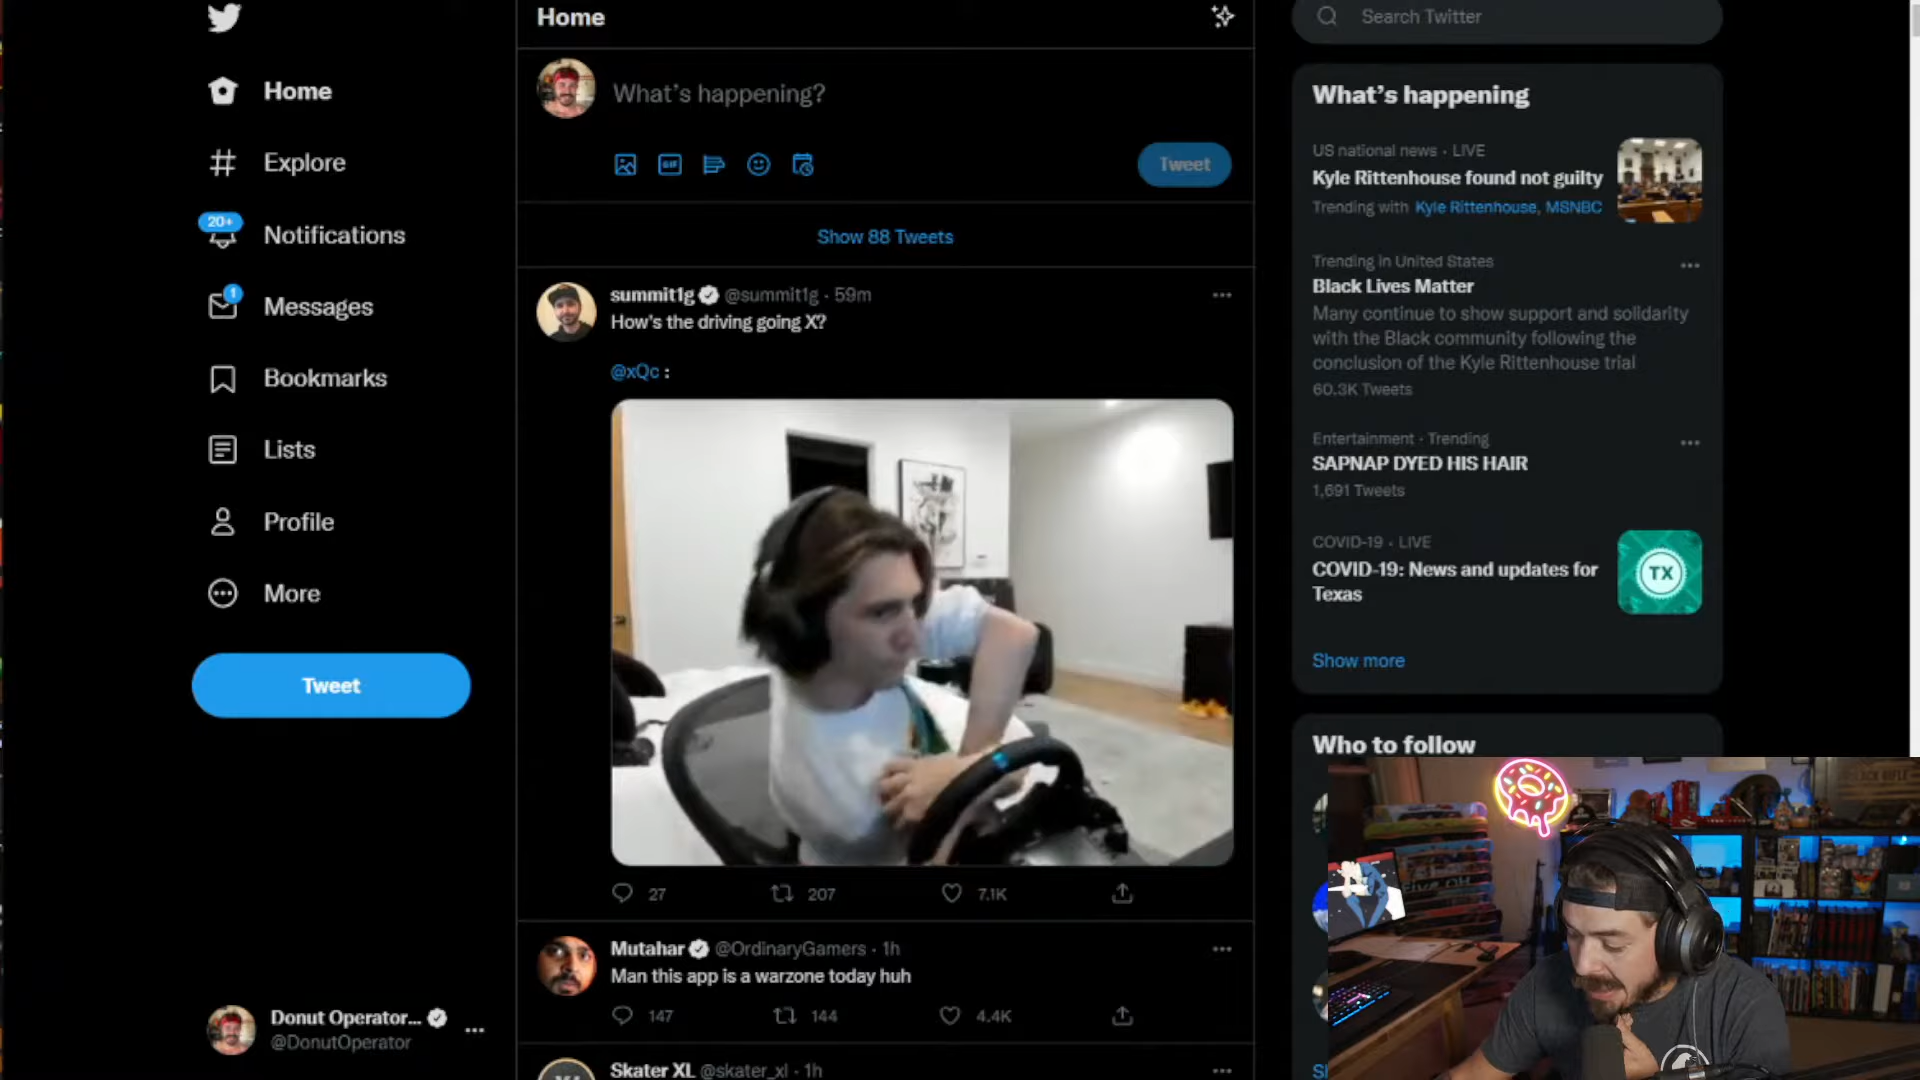 Home
Explore
20+
Notifications
1
Messages
Bookmarks
Lists
Profile
More
Tweet
Donut Operator...
@DonutOperator
Home
What's happening?
GIF
Tweet
Show 88 Tweets
summit1g @summit1g · 59m
How's the driving going X?
@xQc :
27 207 7.1K
Mutahar @OrdinaryGamers · 1h
Man this app is a warzone today huh
147 144 4.4K
Skater XL @skater_xl · 1h
Search Twitter
What's happening
US national news · LIVE
Kyle Rittenhouse found not guilty
Trending with Kyle Rittenhouse, MSNBC
Trending in United States
Black Lives Matter
Many continue to show support and solidarity
with the Black community following the
conclusion of the Kyle Rittenhouse trial
60.3K Tweets
Entertainment · Trending
SAPNAP DYED HIS HAIR
1,691 Tweets
COVID-19 · LIVE
COVID-19: News and updates for
Texas
TX
Show more
Who to follow